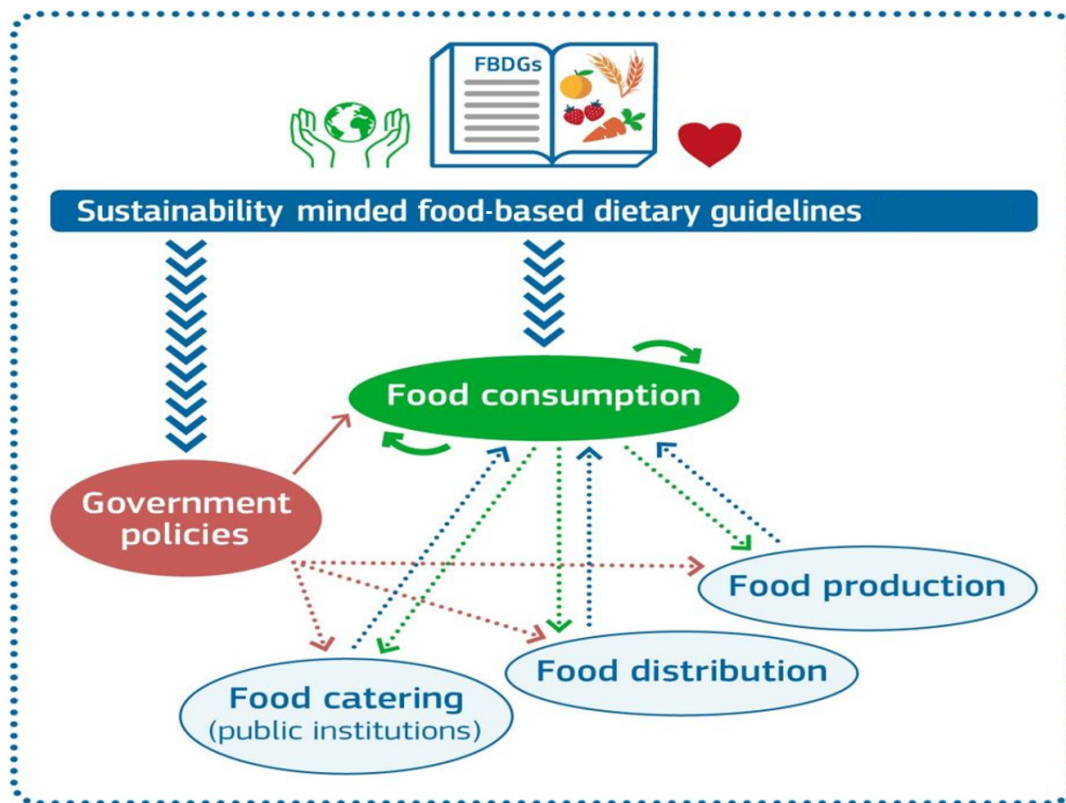 FBDGs
Sustainability minded food-based dietary guidelines
Food consumption
Government
policies
Food production
Food distribution
Food catering
(public institutions)